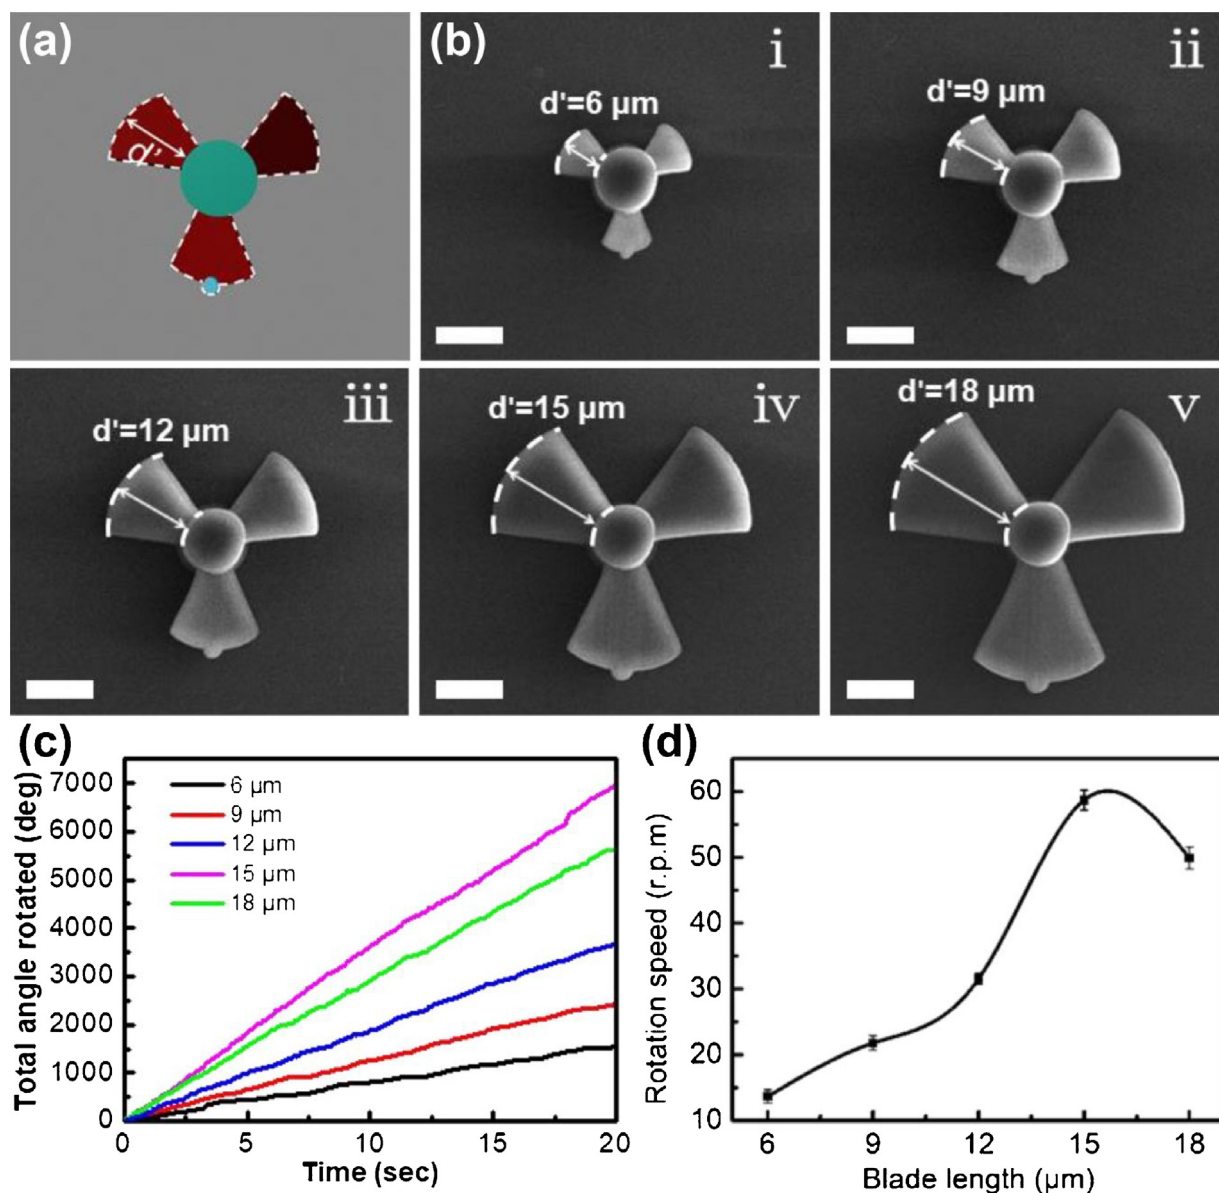 (a)
d'
(b)
i
d'=6 µm
ii
d'=9 µm
iii
d'=12 µm
iv
d'=15 µm
v
d'=18 µm
(c)
Total angle rotated (deg)
7000
6000
5000
4000
3000
2000
1000
0
6 µm
9 µm
12 µm
15 µm
18 µm
0 5 10 15 20
Time (sec)
(d)
Rotation speed (r.p.m)
60
50
40
30
20
10
6 9 12 15 18
Blade length (µm)